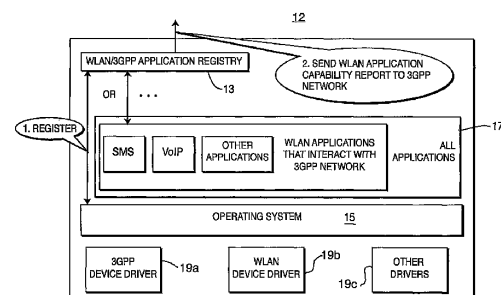 12
WLAN/3GPP APPLICATION REGISTRY
13
2. SEND WLAN APPLICATION
CAPABILITY REPORT TO 3GPP
NETWORK
OR ...
1. REGISTER
17
SMS
VoIP
OTHER
APPLICATIONS
WLAN APPLICATIONS
THAT INTERACT WITH
3GPP NETWORK
ALL
APPLICATIONS
OPERATING SYSTEM 15
3GPP
DEVICE DRIVER
19a
WLAN
DEVICE DRIVER
19b
OTHER
DRIVERS
19c